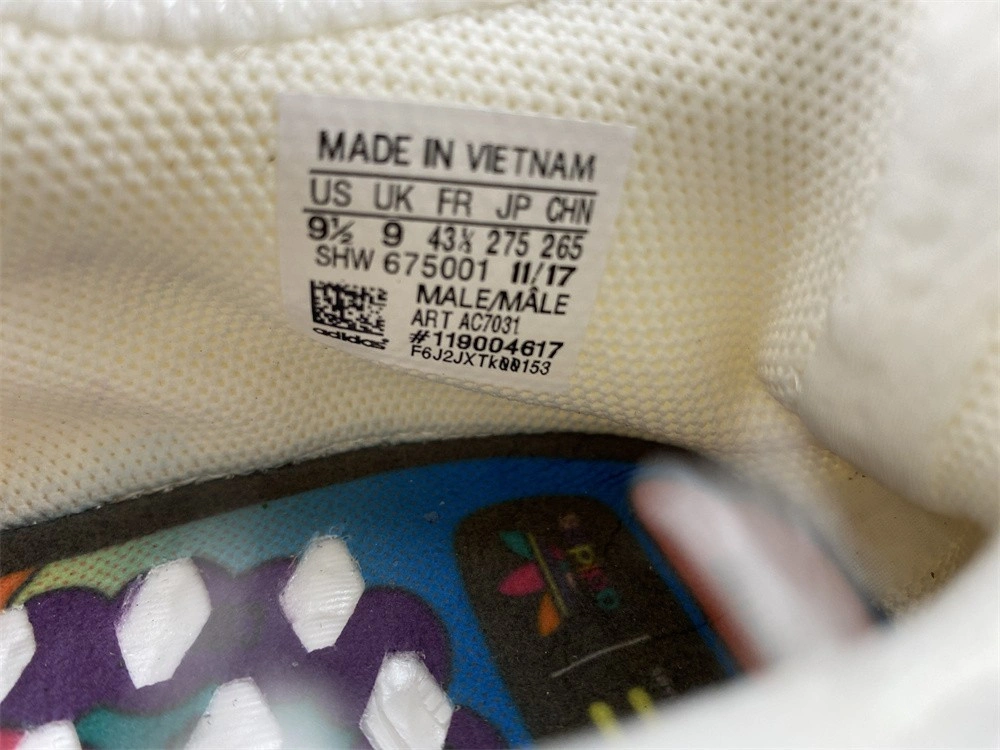 MADE IN VIETNAM
US UK FR JP CHN
9½ 9 43⅓ 275 265
SHW 675001 11/17
MALE/MÂLE
ART AC7031
adidas
#119004617